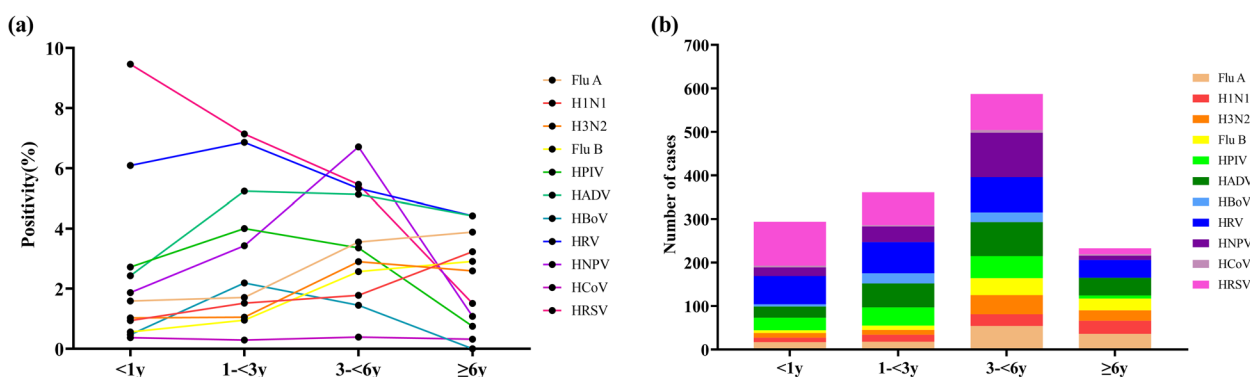 (a)
Positivity(%)
10
8
6
4
2
0
<1y
1-<3y
3-<6y
≥6y
Flu A
H1N1
H3N2
Flu B
HPIV
HADV
HBoV
HRV
HNPV
HCoV
HRSV
(b)
Number of cases
700
600
500
400
300
200
100
0
<1y
1-<3y
3-<6y
≥6y
Flu A
H1N1
H3N2
Flu B
HPIV
HADV
HBoV
HRV
HNPV
HCoV
HRSV